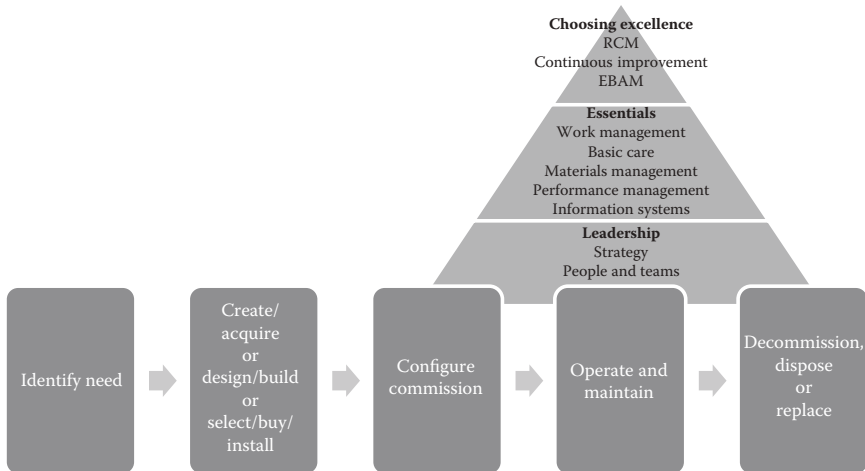 Choosing excellence
RCM
Continuous improvement
EBAM
Essentials
Work management
Basic care
Materials management
Performance management
Information systems
Leadership
Strategy
People and teams
Identify need
Create/
acquire
or
design/build
or
select/buy/
install
Configure
commission
Operate and
maintain
Decommission,
dispose
or
replace